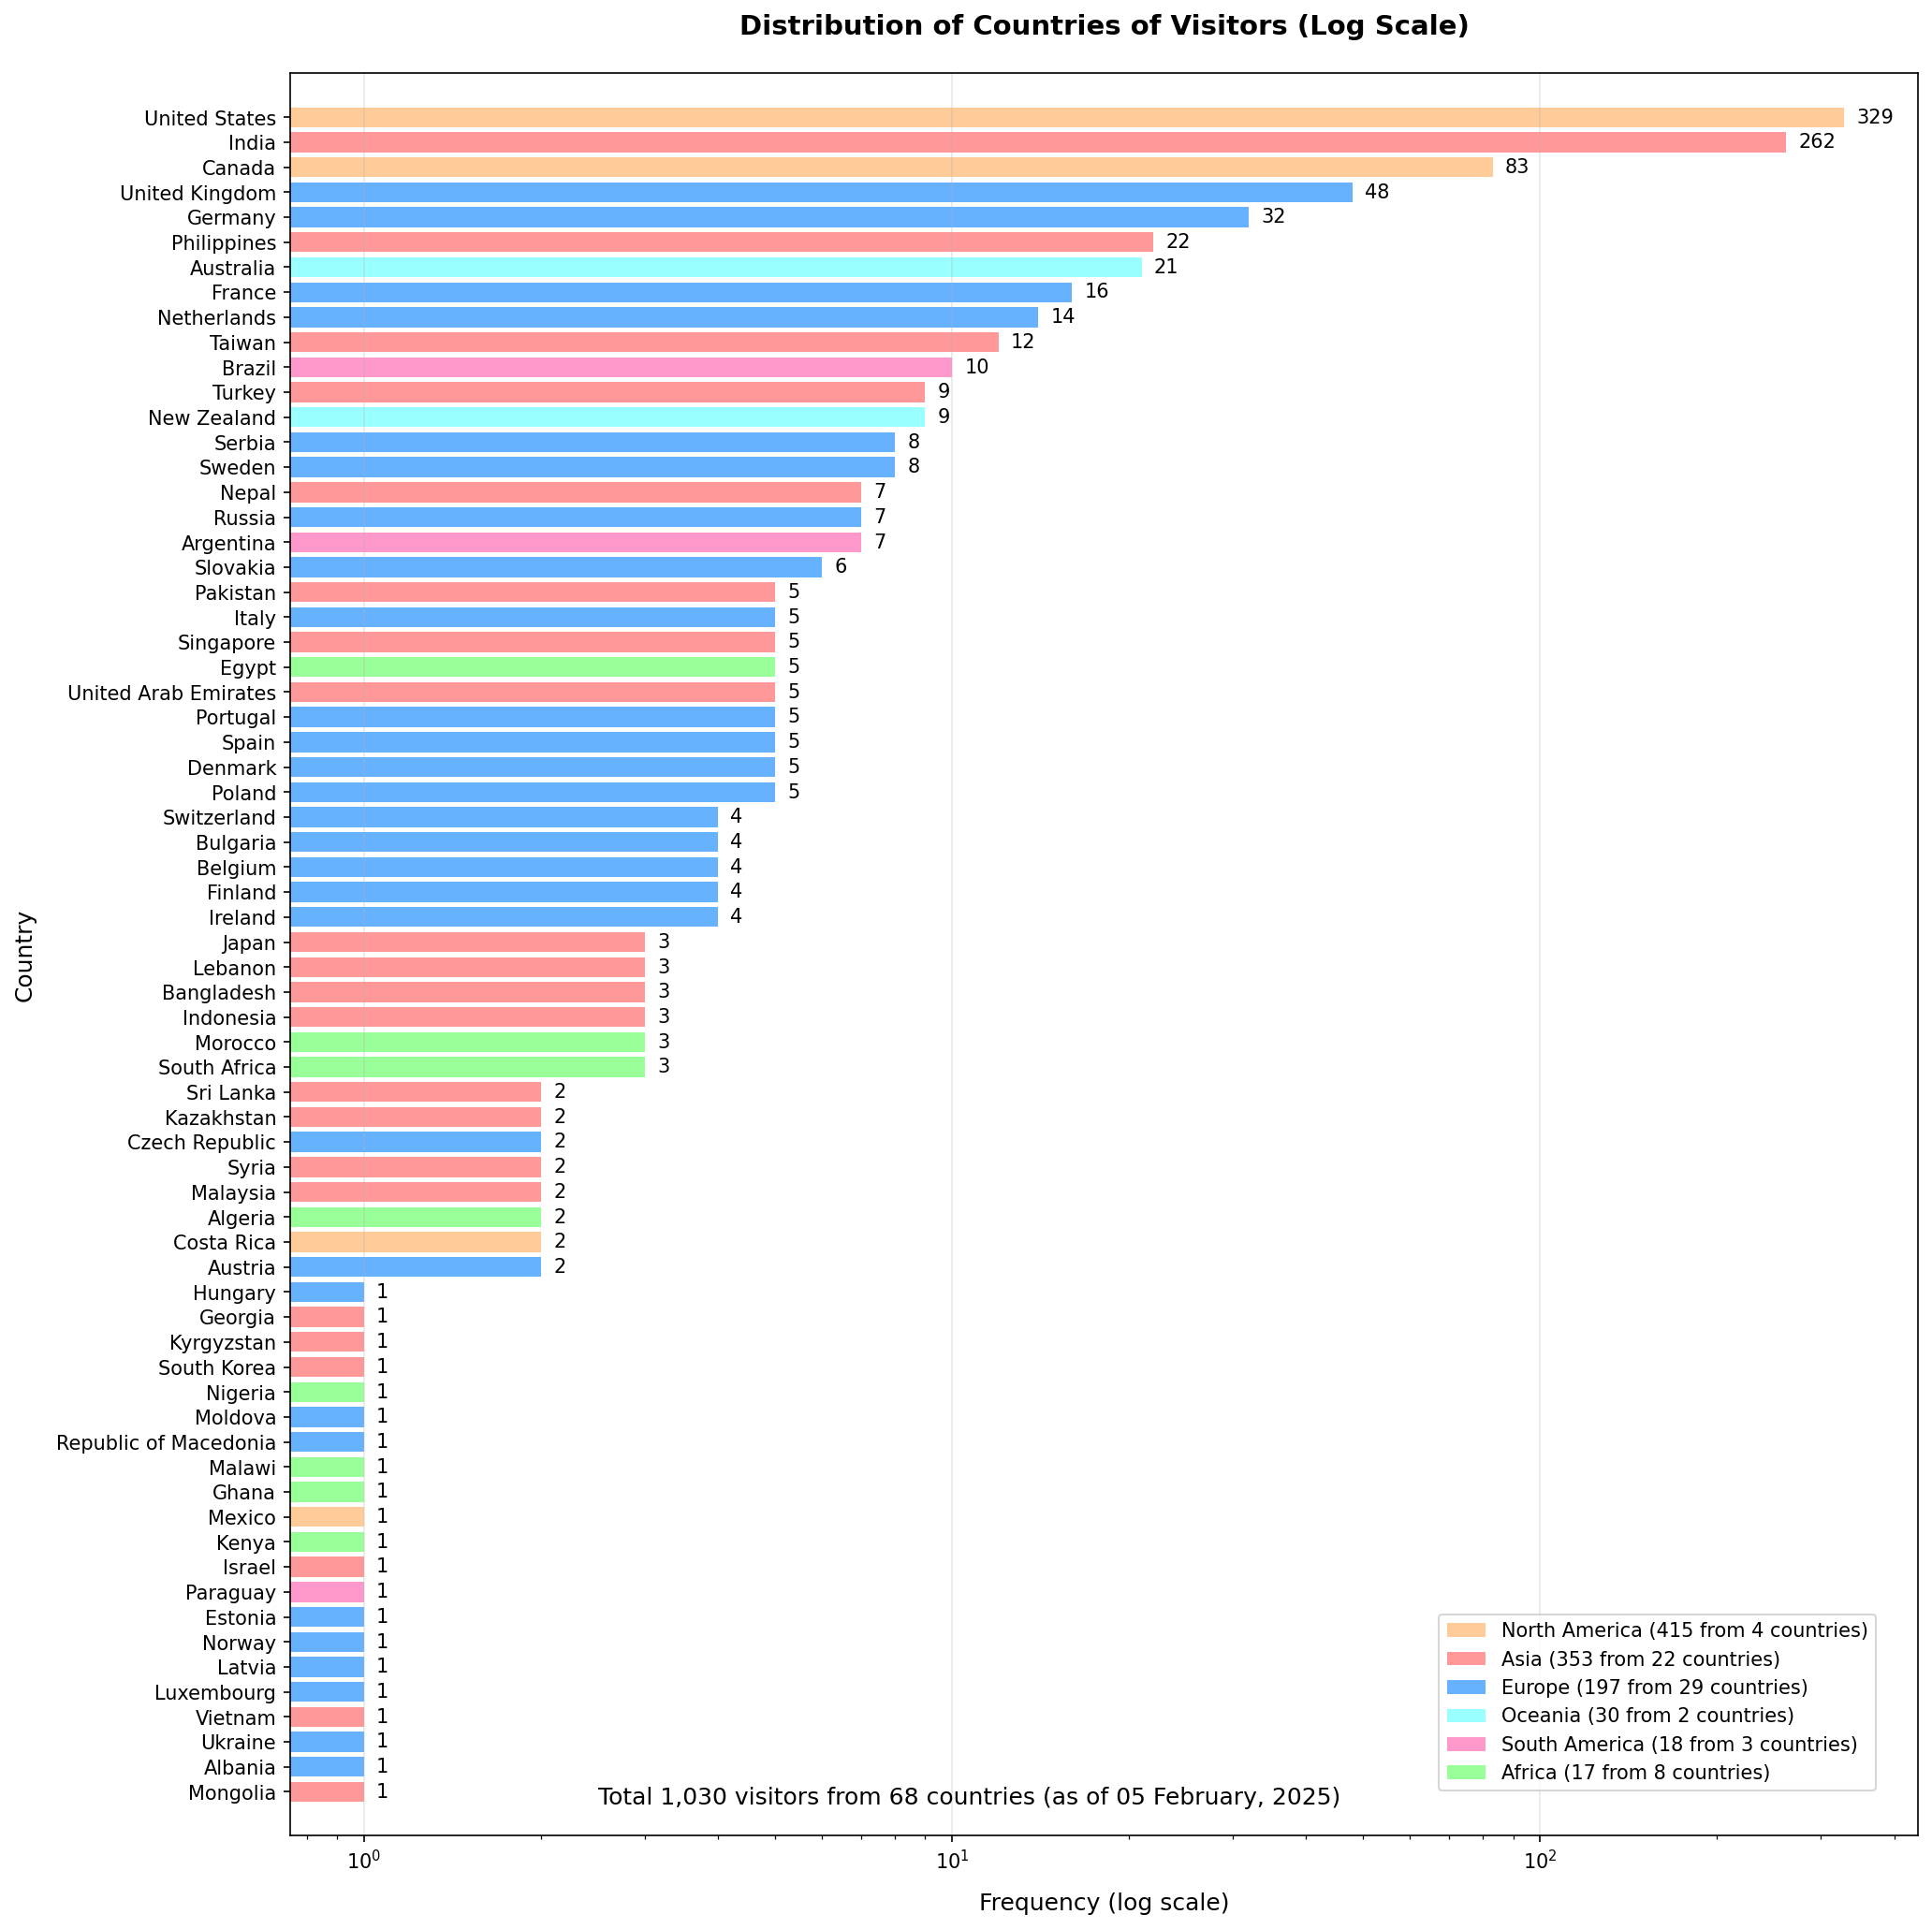 Distribution of Countries of Visitors (Log Scale)
United States 329
India 262
Canada 83
United Kingdom 48
Germany 32
Philippines 22
Australia 21
France 16
Netherlands 14
Taiwan 12
Brazil 10
Turkey 9
New Zealand 9
Serbia 8
Sweden 8
Nepal 7
Russia 7
Argentina 7
Slovakia 6
Pakistan 5
Italy 5
Singapore 5
Egypt 5
United Arab Emirates 5
Portugal 5
Spain 5
Denmark 5
Poland 5
Switzerland 4
Bulgaria 4
Belgium 4
Finland 4
Ireland 4
Japan 3
Lebanon 3
Bangladesh 3
Indonesia 3
Morocco 3
South Africa 3
Sri Lanka 2
Kazakhstan 2
Czech Republic 2
Syria 2
Malaysia 2
Algeria 2
Costa Rica 2
Austria 2
Hungary 1
Georgia 1
Kyrgyzstan 1
South Korea 1
Nigeria 1
Moldova 1
Republic of Macedonia 1
Malawi 1
Ghana 1
Mexico 1
Kenya 1
Israel 1
Paraguay 1
Estonia 1
Norway 1
Latvia 1
Luxembourg 1
Vietnam 1
Ukraine 1
Albania 1
Mongolia 1
Country
North America (415 from 4 countries)
Asia (353 from 22 countries)
Europe (197 from 29 countries)
Oceania (30 from 2 countries)
South America (18 from 3 countries)
Africa (17 from 8 countries)
Total 1,030 visitors from 68 countries (as of 05 February, 2025)
10⁰ 10¹ 10²
Frequency (log scale)